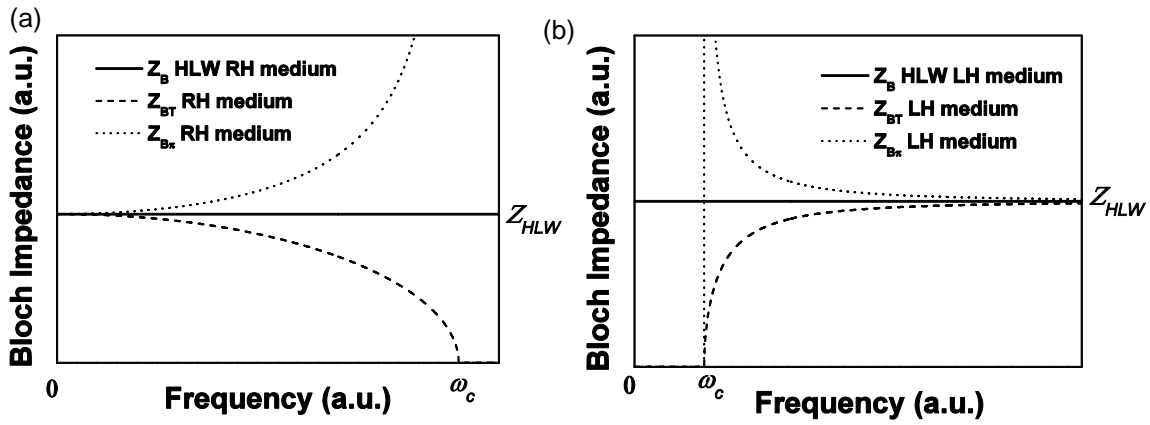 (a)
Bloch Impedance (a.u.)
Z_B HLW RH medium
Z_BT RH medium
Z_Bπ RH medium
Z_HLW
0
ω_c
Frequency (a.u.)
(b)
Bloch Impedance (a.u.)
Z_B HLW LH medium
Z_BT LH medium
Z_Bπ LH medium
Z_HLW
0
ω_c
Frequency (a.u.)